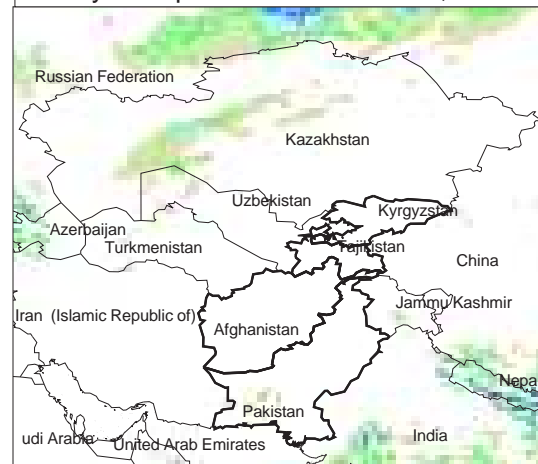 Russian Federation
Kazakhstan
Uzbekistan
Kyrgyzstan
Azerbaijan
Turkmenistan
Tajikistan
China
Jammu Kashmir
Iran (Islamic Republic of)
Afghanistan
Nepa
Pakistan
udi Arabia
United Arab Emirates
India